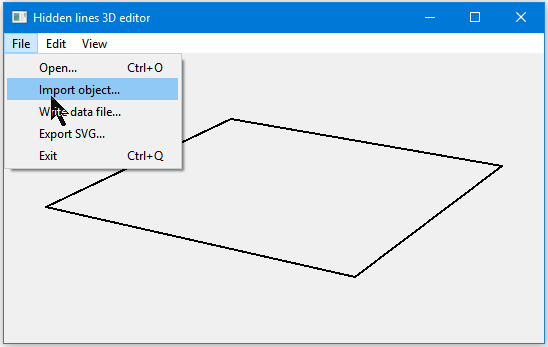 Hidden lines 3D editor
File Edit View
Open... Ctrl+O
Import object...
Write data file...
Export SVG...
Exit Ctrl+Q